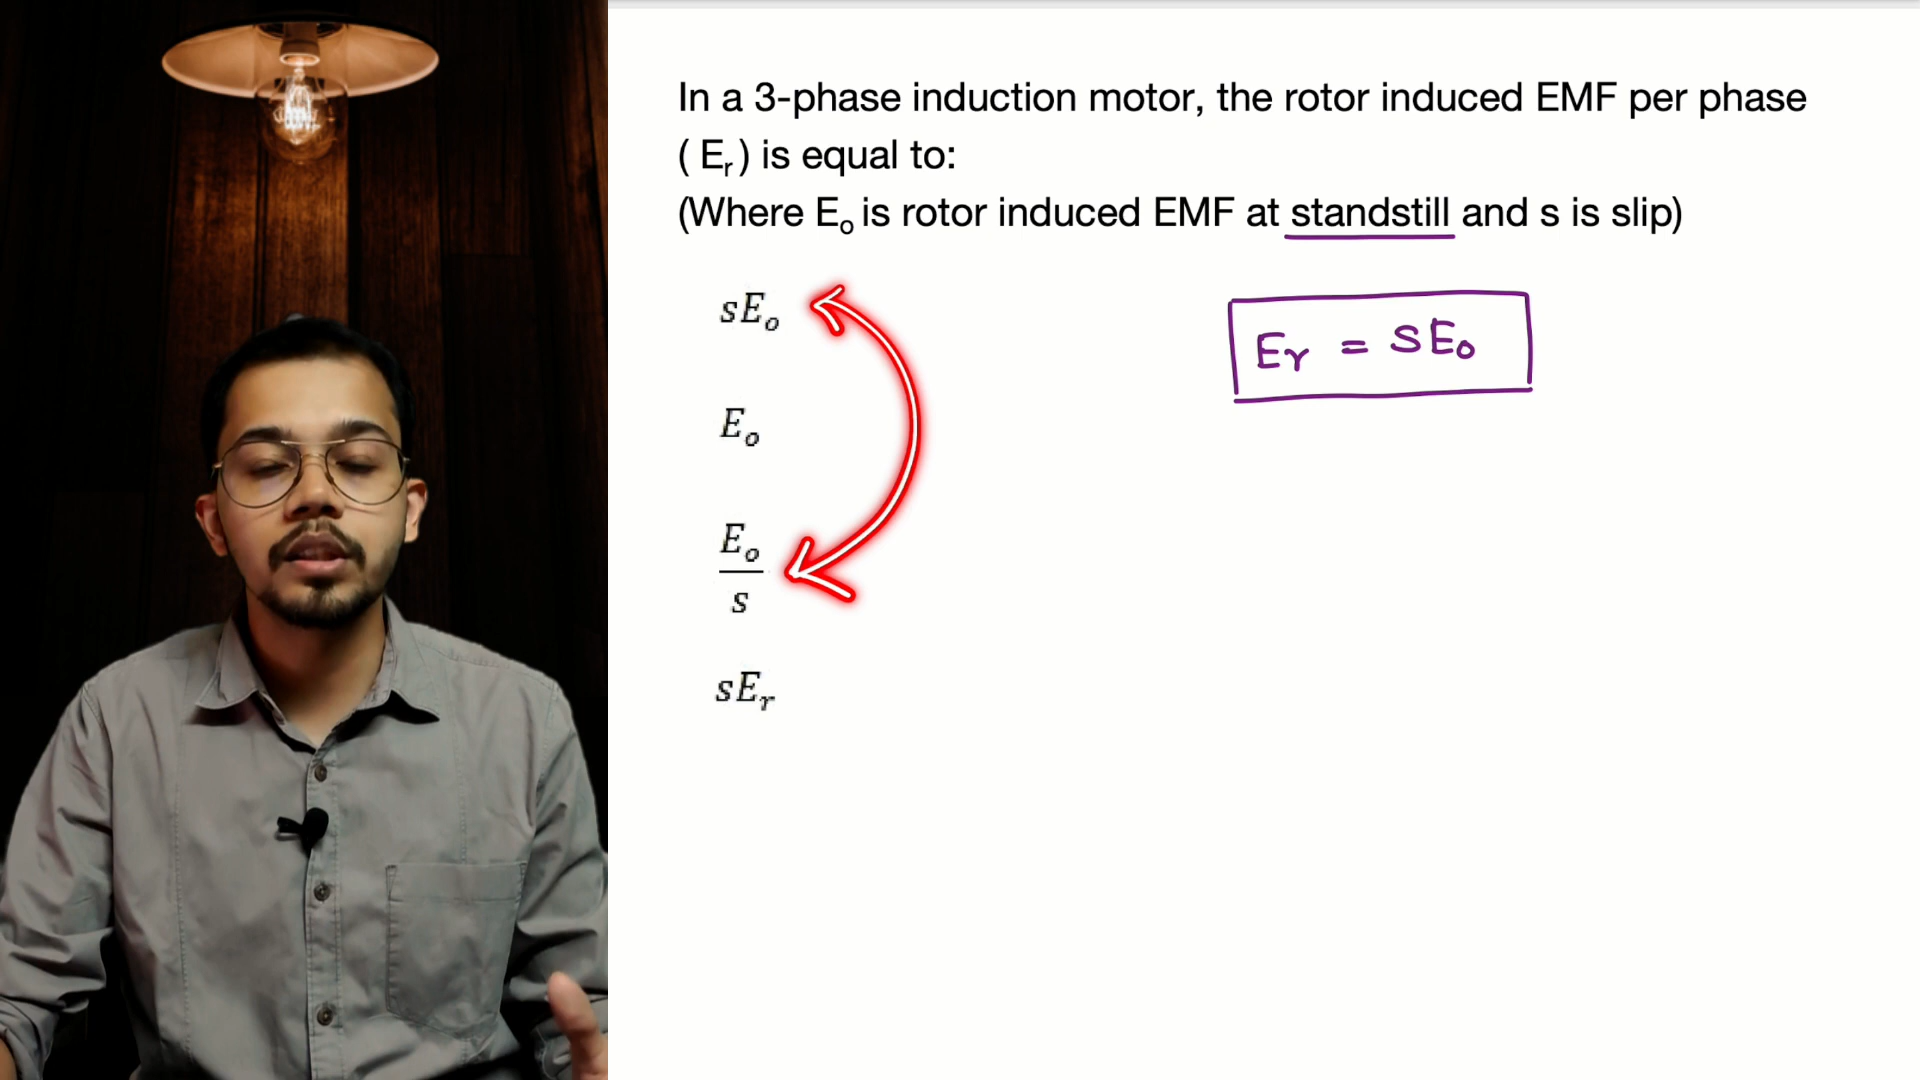 In a 3-phase induction motor, the rotor induced EMF per phase
( Eᵣ ) is equal to:
(Where Eₒ is rotor induced EMF at standstill and s is slip)
sEₒ
Eᵣ = SE₀
Eₒ
Eₒ
s
sEᵣ